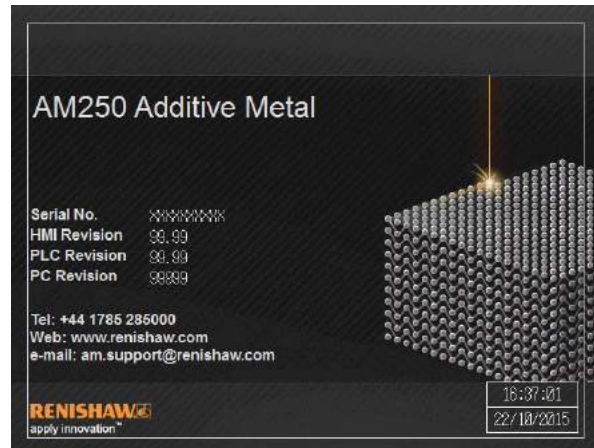 AM250 Additive Metal
Serial No. XXXXXXXXX
HMI Revision 99.99
PLC Revision 99.99
PC Revision 99999
Tel: +44 1785 285000
Web: www.renishaw.com
e-mail: am.support@renishaw.com
RENISHAW
apply innovation™
16:37:01
22/10/2015